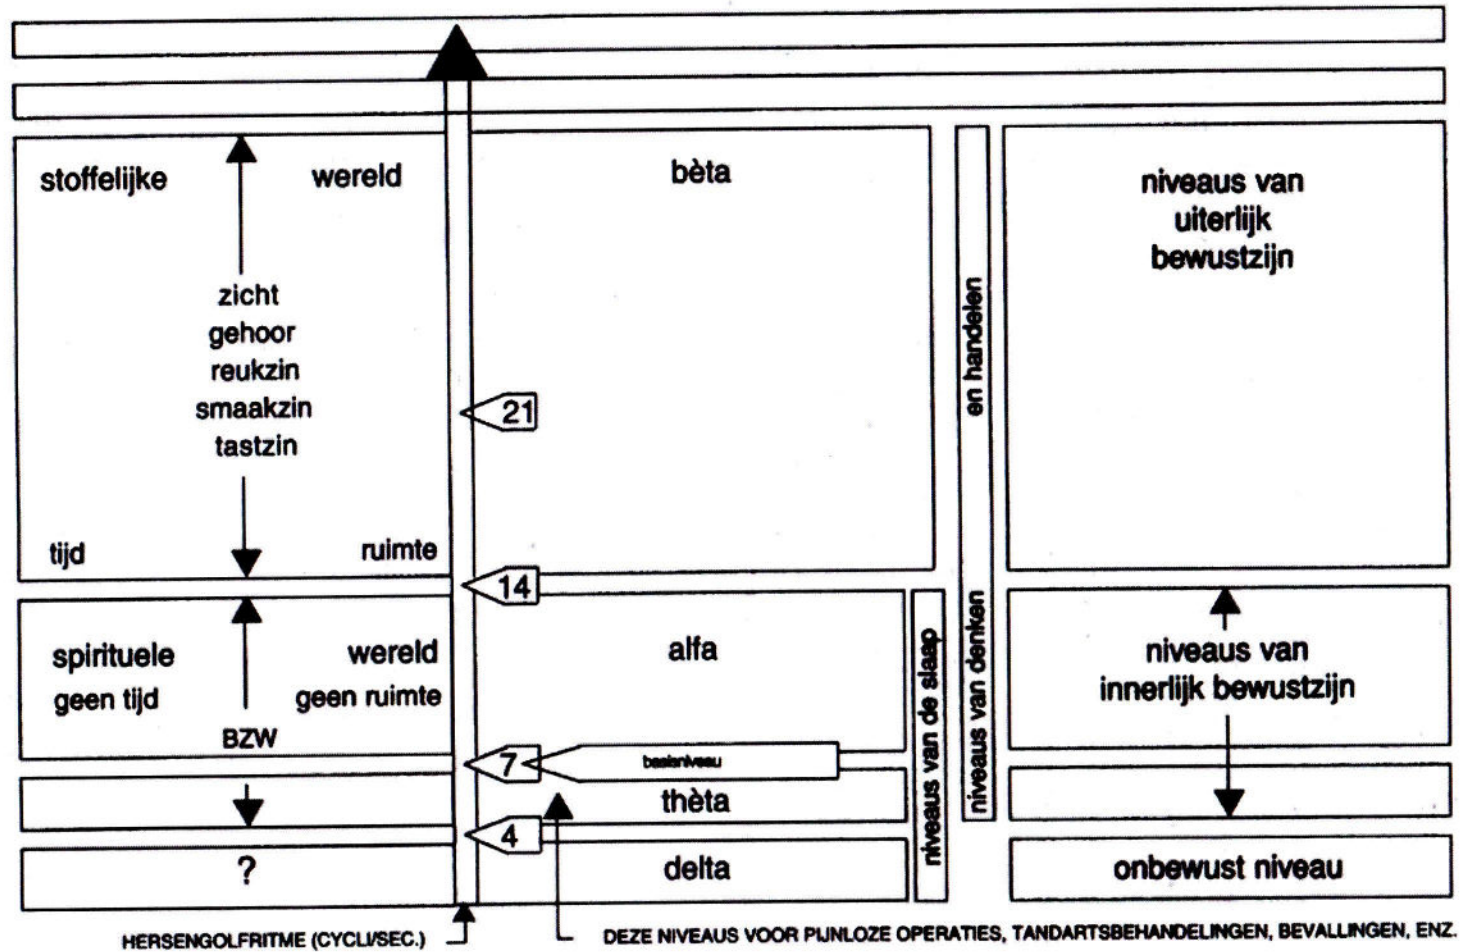 stoffelijke wereld
bèta
niveaus van
uiterlijk
bewustzijn
zicht
gehoor
reukzin
smaakzin
tastzin
21
en handelen
tijd ruimte
14
spirituele wereld
geen tijd geen ruimte
BZW
alfa
niveaus van de slaap
niveaus van denken
niveaus van
innerlijk bewustzijn
7
basisniveau
thèta
4
?
delta
onbewust niveau
HERSENGOLFRITME (CYCLI/SEC.)
DEZE NIVEAUS VOOR PIJNLOZE OPERATIES, TANDARTSBEHANDELINGEN, BEVALLINGEN, ENZ.